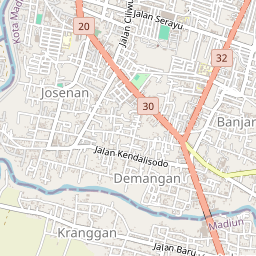 Jalan Serayu
Kota Mad
20
Jalan Ciliwu
32
Josenan
30
Banjar
Jalan Kendalisodo
Demangan
Madiun
Kranggan
Jalan Baru